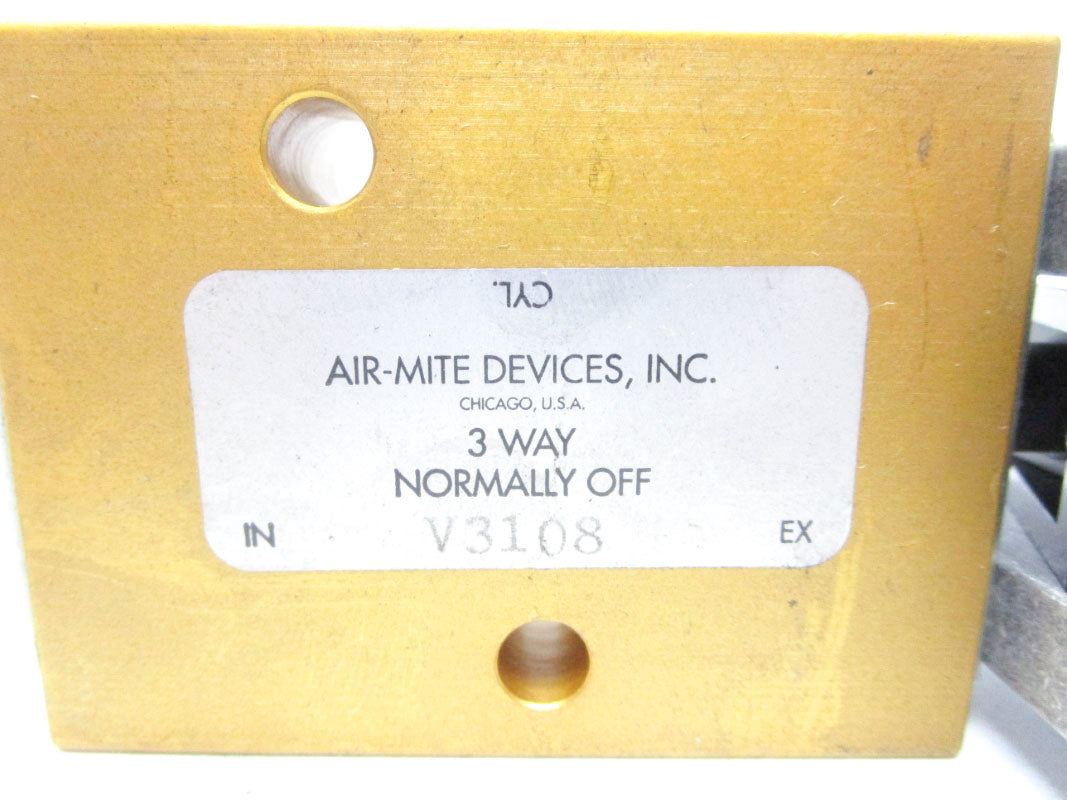 CYL.
AIR-MITE DEVICES, INC.
CHICAGO, U.S.A.
3 WAY
NORMALLY OFF
IN V3108 EX